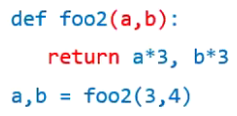 def foo2(a,b):
return a*3, b*3
a,b = foo2(3,4)